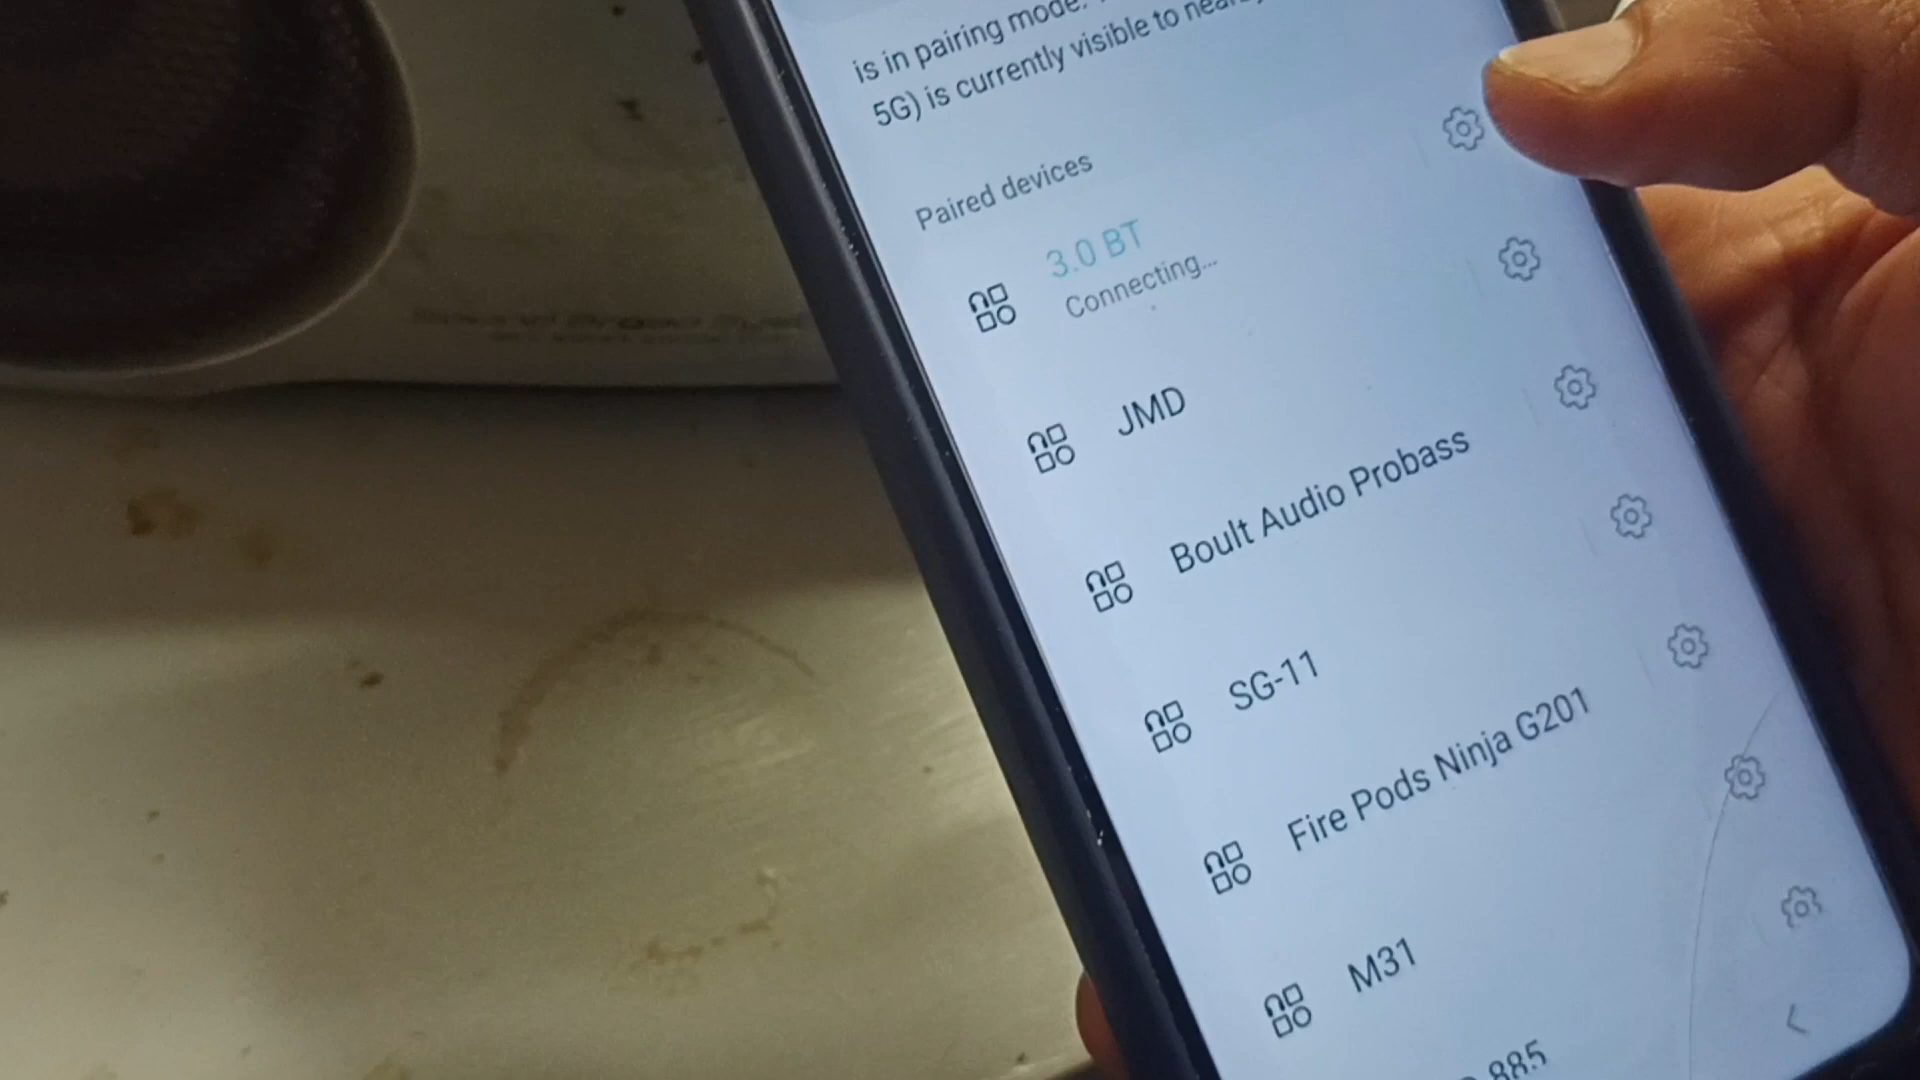 is in pairing mode.
5G) is currently visible to
Paired devices
3.0 BT
Connecting...
JMD
Boult Audio Probass
SG-11
Fire Pods Ninja G201
M31
885